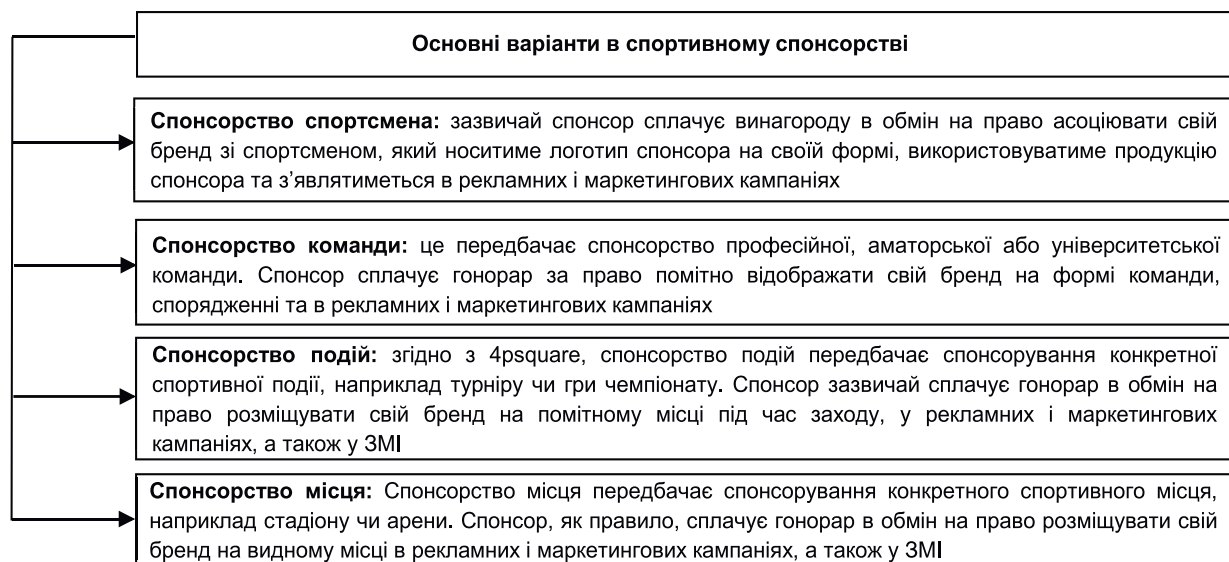 Основні варіанти в спортивному спонсорстві
Спонсорство спортсмена: зазвичай спонсор сплачує винагороду в обмін на право асоціювати свій
бренд зі спортсменом, який носитиме логотип спонсора на своїй формі, використовуватиме продукцію
спонсора та з’являтиметься в рекламних і маркетингових кампаніях
Спонсорство команди: це передбачає спонсорство професійної, аматорської або університетської
команди. Спонсор сплачує гонорар за право помітно відображати свій бренд на формі команди,
спорядженні та в рекламних і маркетингових кампаніях
Спонсорство подій: згідно з 4psquare, спонсорство подій передбачає спонсорування конкретної
спортивної події, наприклад турніру чи гри чемпіонату. Спонсор зазвичай сплачує гонорар в обмін на
право розміщувати свій бренд на помітному місці під час заходу, у рекламних і маркетингових
кампаніях, а також у ЗМІ
Спонсорство місця: Спонсорство місця передбачає спонсорування конкретного спортивного місця,
наприклад стадіону чи арени. Спонсор, як правило, сплачує гонорар в обмін на право розміщувати свій
бренд на видному місці в рекламних і маркетингових кампаніях, а також у ЗМІ